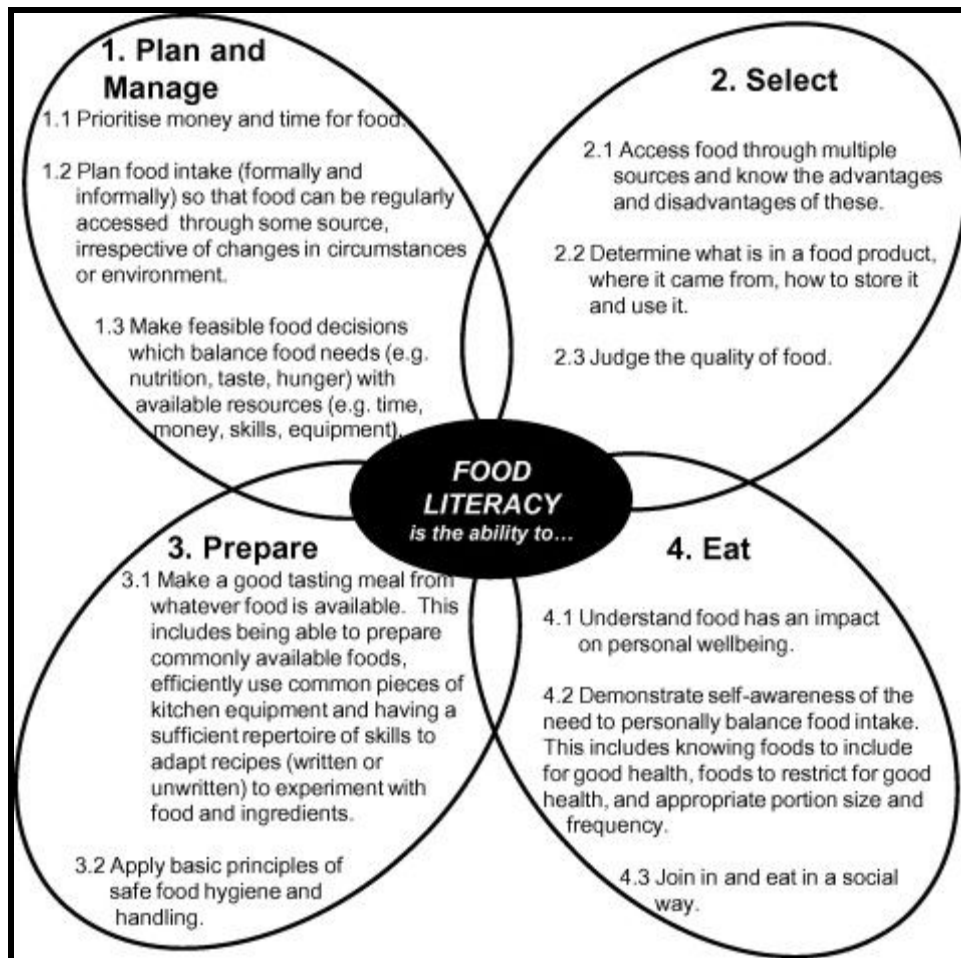 1. Plan and
Manage
1.1 Prioritise money and time for food.
1.2 Plan food intake (formally and
informally) so that food can be regularly
accessed through some source,
irrespective of changes in circumstances
or environment.
1.3 Make feasible food decisions
which balance food needs (e.g.
nutrition, taste, hunger) with
available resources (e.g. time,
money, skills, equipment).
2. Select
2.1 Access food through multiple
sources and know the advantages
and disadvantages of these.
2.2 Determine what is in a food product,
where it came from, how to store it
and use it.
2.3 Judge the quality of food.
FOOD
LITERACY
is the ability to…
3. Prepare
3.1 Make a good tasting meal from
whatever food is available. This
includes being able to prepare
commonly available foods,
efficiently use common pieces of
kitchen equipment and having a
sufficient repertoire of skills to
adapt recipes (written or
unwritten) to experiment with
food and ingredients.
3.2 Apply basic principles of
safe food hygiene and
handling.
4. Eat
4.1 Understand food has an impact
on personal wellbeing.
4.2 Demonstrate self-awareness of the
need to personally balance food intake.
This includes knowing foods to include
for good health, foods to restrict for good
health, and appropriate portion size and
frequency.
4.3 Join in and eat in a social
way.